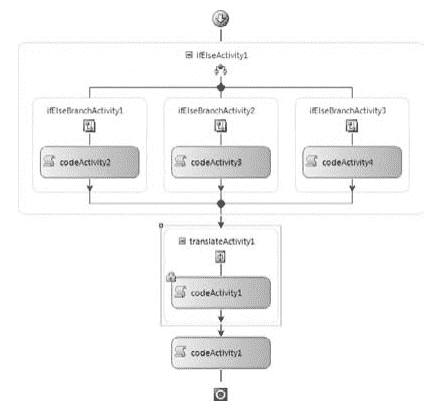 ifElseActivity1
ifElseBranchActivity1
ifElseBranchActivity2
ifElseBranchActivity3
codeActivity2
codeActivity3
codeActivity4
translateActivity1
codeActivity1
codeActivity1